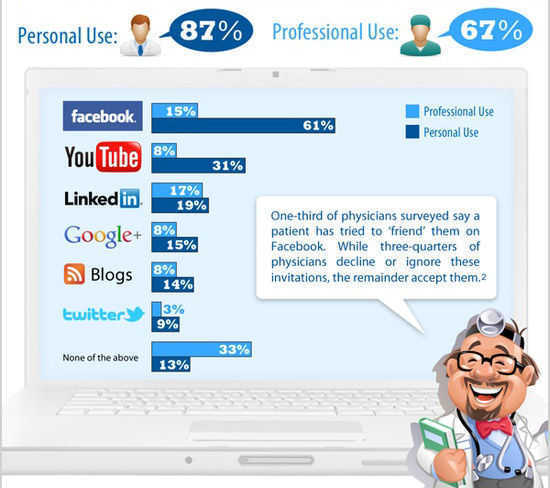 Personal Use: 87%
Professional Use: 67%
Professional Use
Personal Use
facebook.
15%
61%
YouTube
8%
31%
Linked in.
17%
19%
Google+
8%
15%
Blogs
8%
14%
twitter
3%
9%
None of the above
33%
13%
One-third of physicians surveyed say a
patient has tried to 'friend' them on
Facebook. While three-quarters of
physicians decline or ignore these
invitations, the remainder accept them.2